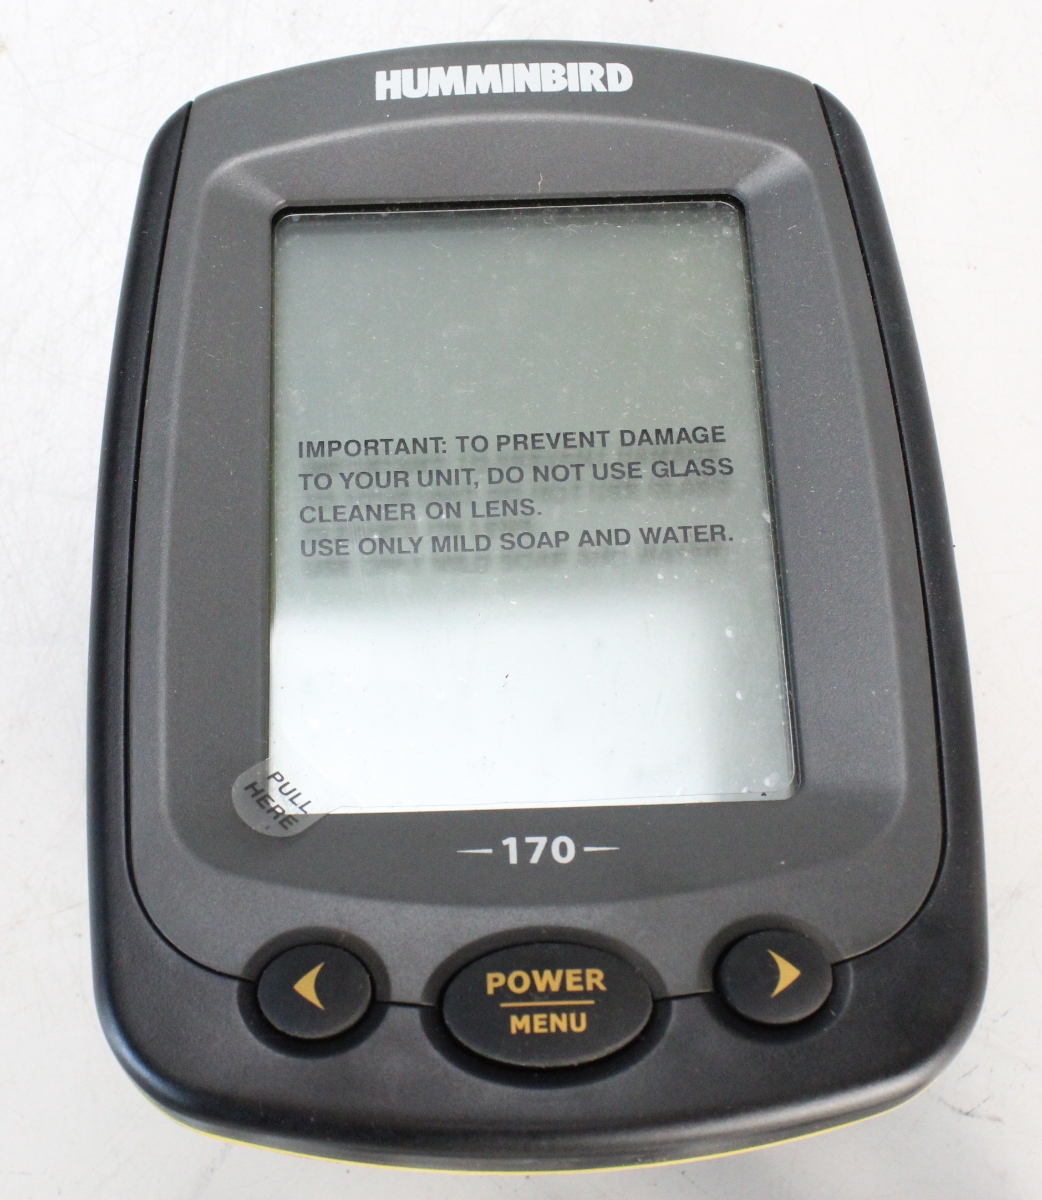 HUMMINBIRD
IMPORTANT: TO PREVENT DAMAGE
TO YOUR UNIT, DO NOT USE GLASS
CLEANER ON LENS.
USE ONLY MILD SOAP AND WATER.
PULL
HERE
170
POWER
MENU